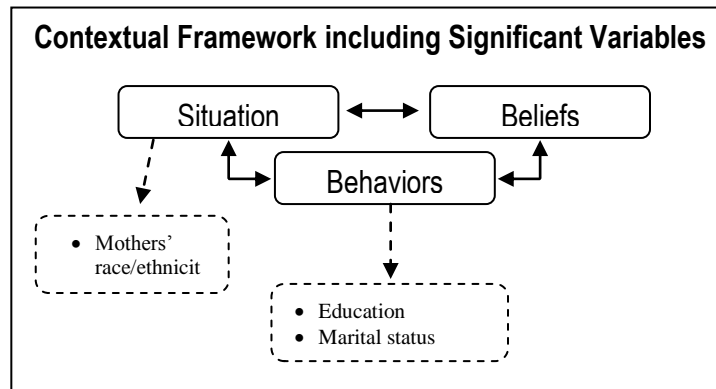 Contextual Framework including Significant Variables
Situation
Beliefs
Behaviors
• Mothers’
race/ethnicit
• Education
• Marital status